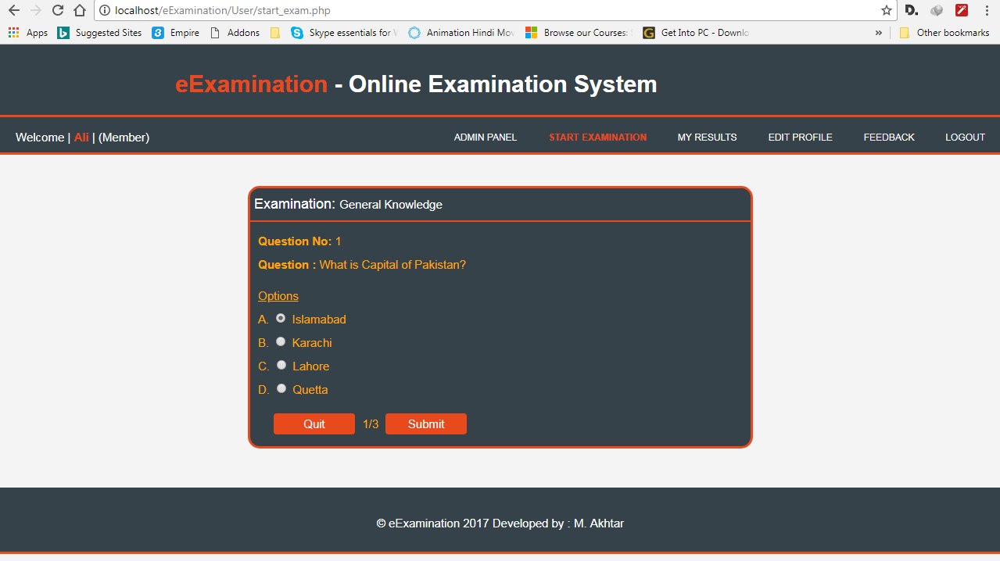 localhost/eExamination/User/start_exam.php
Apps Suggested Sites Empire Addons Skype essentials for Animation Hindi Mov Browse our Courses: Get Into PC - Downlo » Other bookmarks
eExamination - Online Examination System
Welcome | Ali | (Member) ADMIN PANEL START EXAMINATION MY RESULTS EDIT PROFILE FEEDBACK LOGOUT
Examination: General Knowledge
Question No: 1
Question : What is Capital of Pakistan?
Options
A. Islamabad
B. Karachi
C. Lahore
D. Quetta
Quit 1/3 Submit
© eExamination 2017 Developed by : M. Akhtar